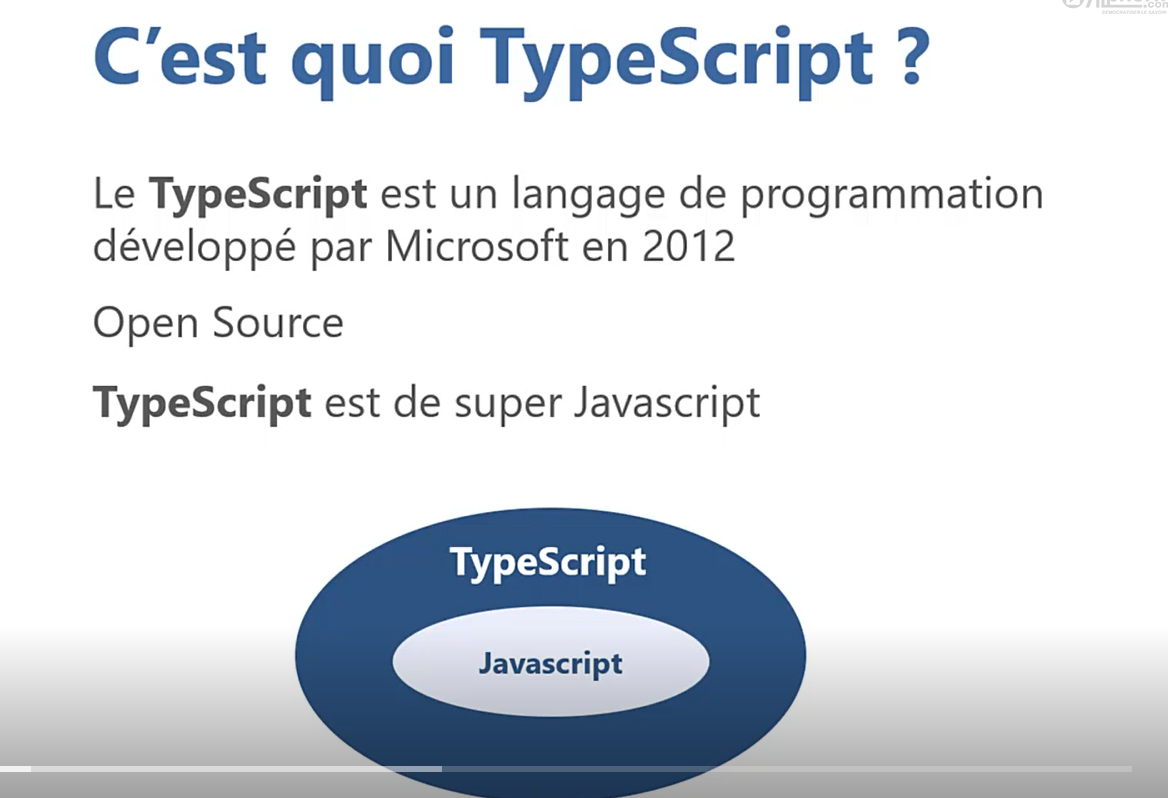 C’est quoi TypeScript ?
Le TypeScript est un langage de programmation
développé par Microsoft en 2012
Open Source
TypeScript est de super Javascript
TypeScript
Javascript